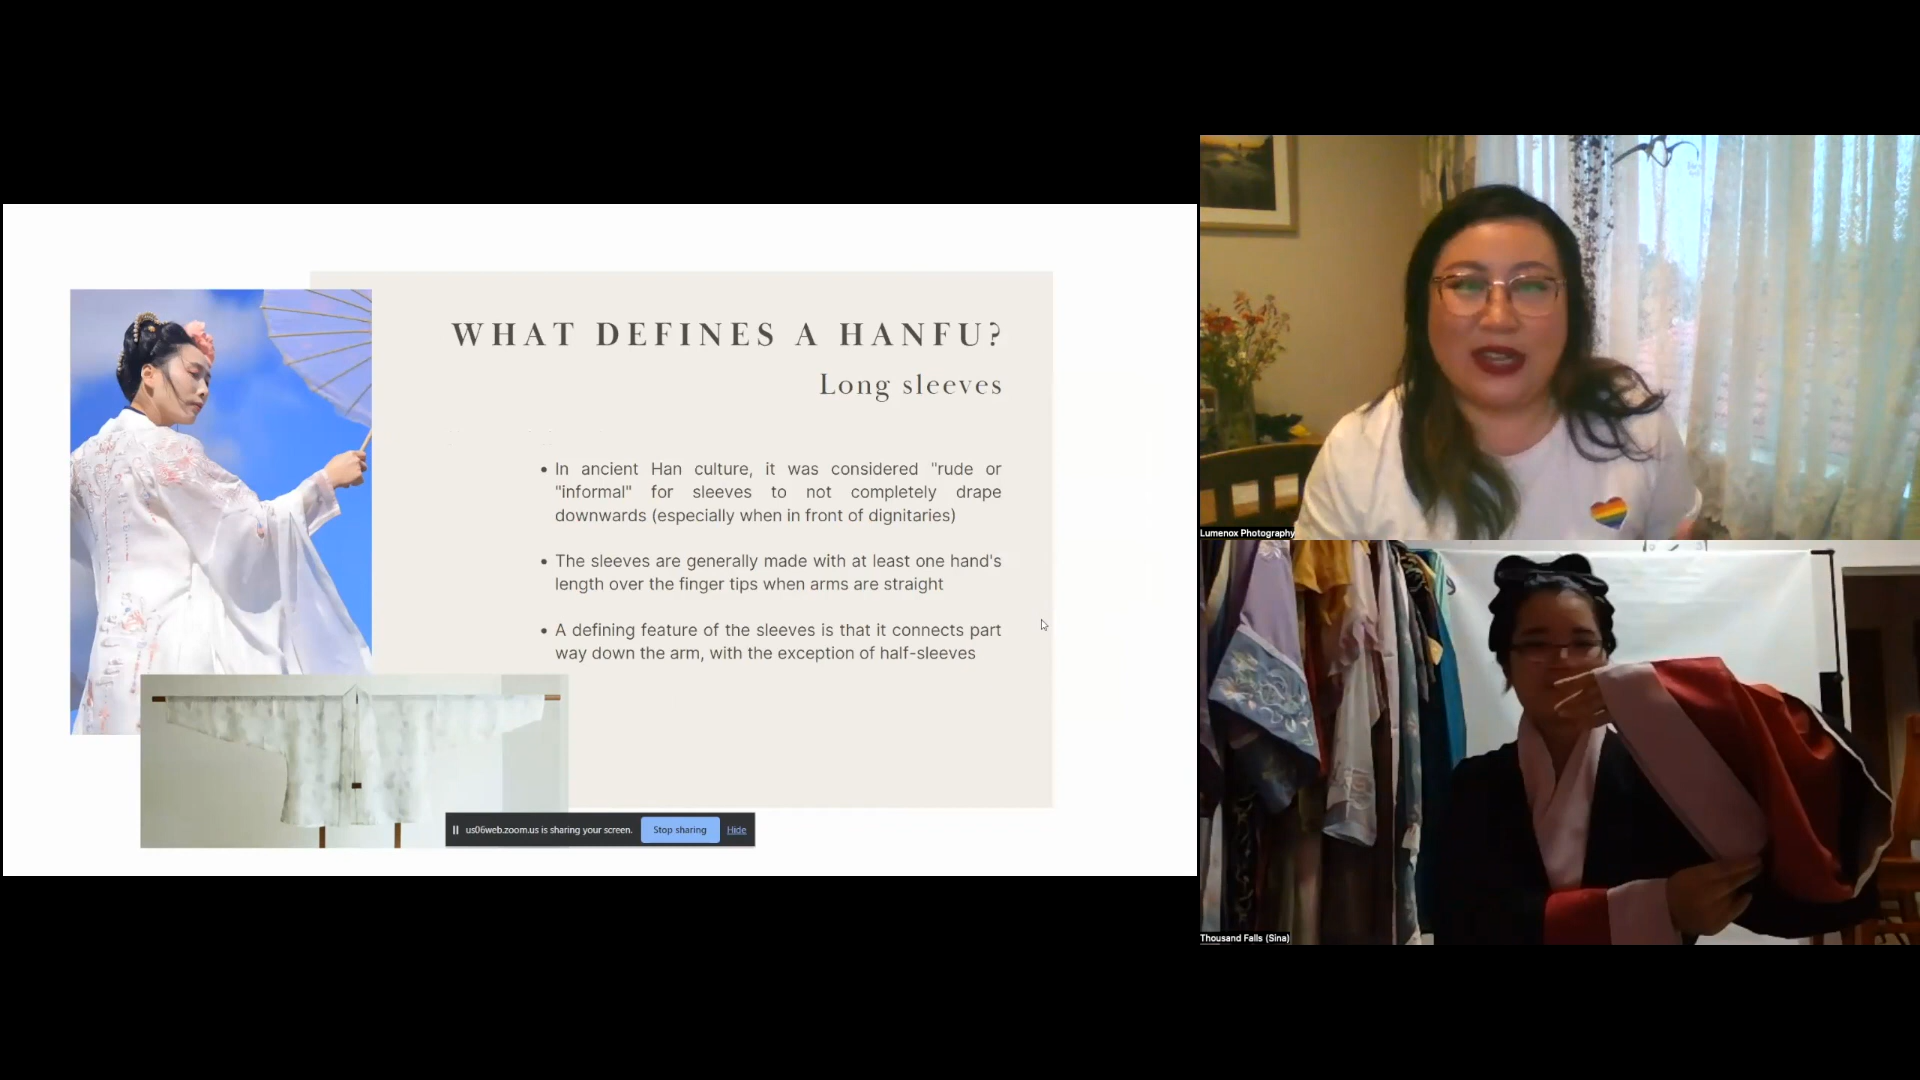 WHAT DEFINES A HANFU?
Long sleeves
• In ancient Han culture, it was considered "rude or
"informal" for sleeves to not completely drape
downwards (especially when in front of dignitaries)
• The sleeves are generally made with at least one hand's
length over the finger tips when arms are straight
• A defining feature of the sleeves is that it connects part
way down the arm, with the exception of half-sleeves
us06web.zoom.us is sharing your screen. Stop sharing Hide
Lumenox Photography
Thousand Falls (Sina)